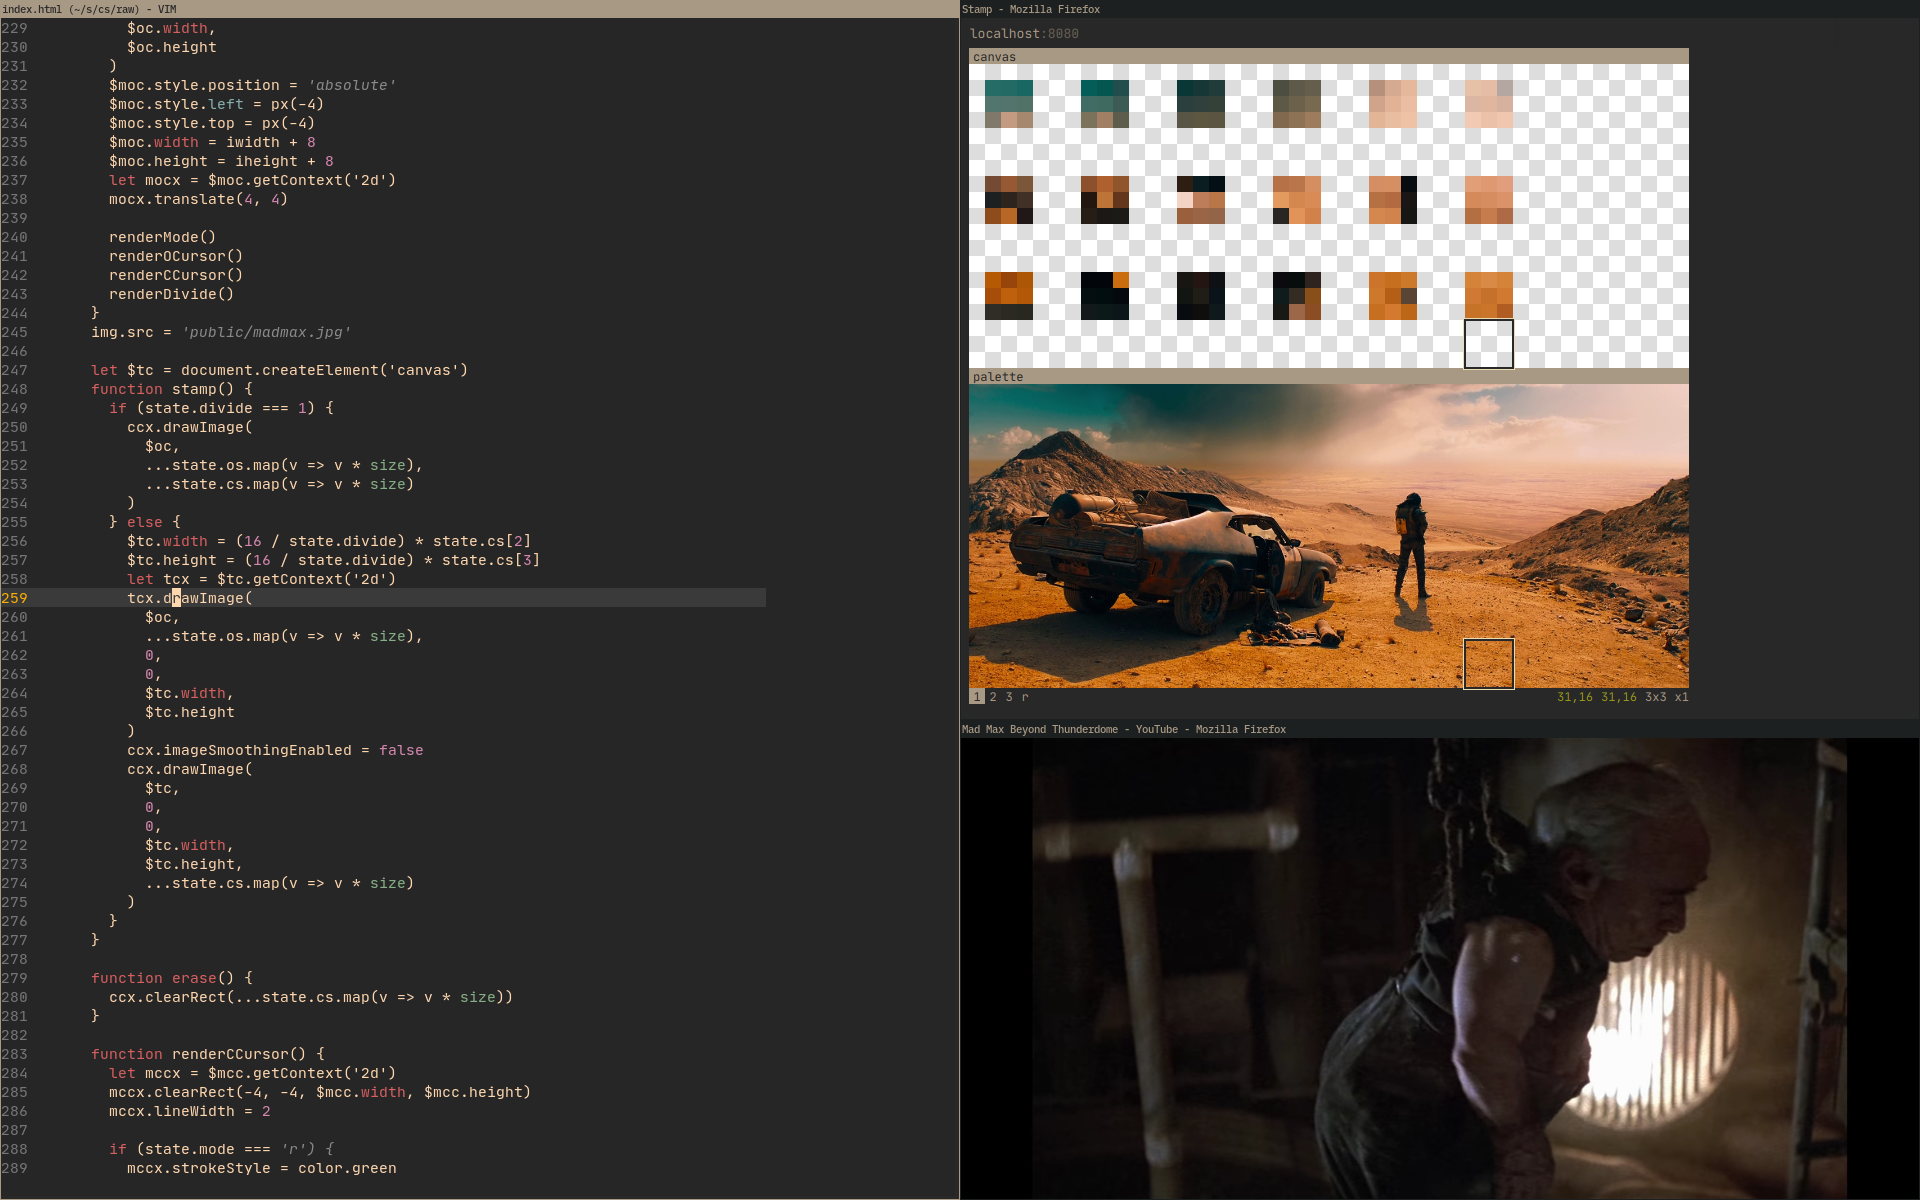 index.html (~/s/cs/raw) - VIM
229           $oc.width,
230           $oc.height
231         )
232         $moc.style.position = 'absolute'
233         $moc.style.left = px(-4)
234         $moc.style.top = px(-4)
235         $moc.width = iwidth + 8
236         $moc.height = iheight + 8
237         let mocx = $moc.getContext('2d')
238         mocx.translate(4, 4)
239
240         renderMode()
241         renderOCursor()
242         renderCCursor()
243         renderDivide()
244       }
245       img.src = 'public/madmax.jpg'
246
247       let $tc = document.createElement('canvas')
248       function stamp() {
249         if (state.divide === 1) {
250           ccx.drawImage(
251             $oc,
252             ...state.os.map(v => v * size),
253             ...state.cs.map(v => v * size)
254           )
255         } else {
256           $tc.width = (16 / state.divide) * state.cs[2]
257           $tc.height = (16 / state.divide) * state.cs[3]
258           let tcx = $tc.getContext('2d')
259           tcx.drawImage(
260             $oc,
261             ...state.os.map(v => v * size),
262             0,
263             0,
264             $tc.width,
265             $tc.height
266           )
267           ccx.imageSmoothingEnabled = false
268           ccx.drawImage(
269             $tc,
270             0,
271             0,
272             $tc.width,
273             $tc.height,
274             ...state.cs.map(v => v * size)
275           )
276         }
277       }
278
279       function erase() {
280         ccx.clearRect(...state.cs.map(v => v * size))
281       }
282
283       function renderCCursor() {
284         let mccx = $mcc.getContext('2d')
285         mccx.clearRect(-4, -4, $mcc.width, $mcc.height)
286         mccx.lineWidth = 2
287
288         if (state.mode === 'r') {
289           mccx.strokeStyle = color.green
Stamp - Mozilla Firefox
localhost:8080
canvas
palette
1 2 3 r
31,16 31,16 3x3 x1
Mad Max Beyond Thunderdome - YouTube - Mozilla Firefox